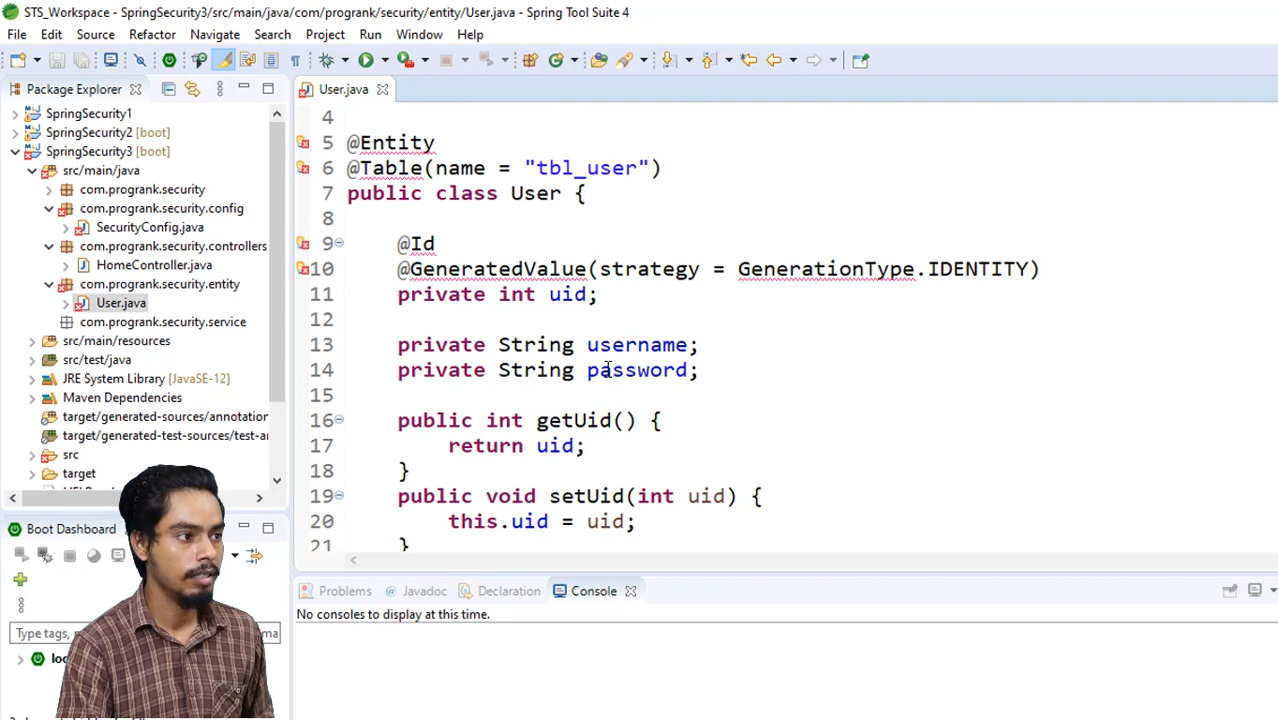 STS_Workspace - SpringSecurity3/src/main/java/com/progrank/security/entity/User.java - Spring Tool Suite 4
File Edit Source Refactor Navigate Search Project Run Window Help
Package Explorer
User.java
SpringSecurity1
SpringSecurity2 [boot]
SpringSecurity3 [boot]
src/main/java
com.progrank.security
com.progrank.security.config
SecurityConfig.java
com.progrank.security.controllers
HomeController.java
com.progrank.security.entity
User.java
com.progrank.security.service
src/main/resources
src/test/java
JRE System Library [JavaSE-12]
Maven Dependencies
target/generated-sources/annotation
target/generated-test-sources/test-a
src
target
4
5 @Entity
6 @Table(name = "tbl_user")
7 public class User {
8
9 @Id
10 @GeneratedValue(strategy = GenerationType.IDENTITY)
11 private int uid;
12
13 private String username;
14 private String password;
15
16 public int getUid() {
17 return uid;
18 }
19 public void setUid(int uid) {
20 this.uid = uid;
21 }
Boot Dashboard
Type tags,
Problems @ Javadoc Declaration Console
No consoles to display at this time.